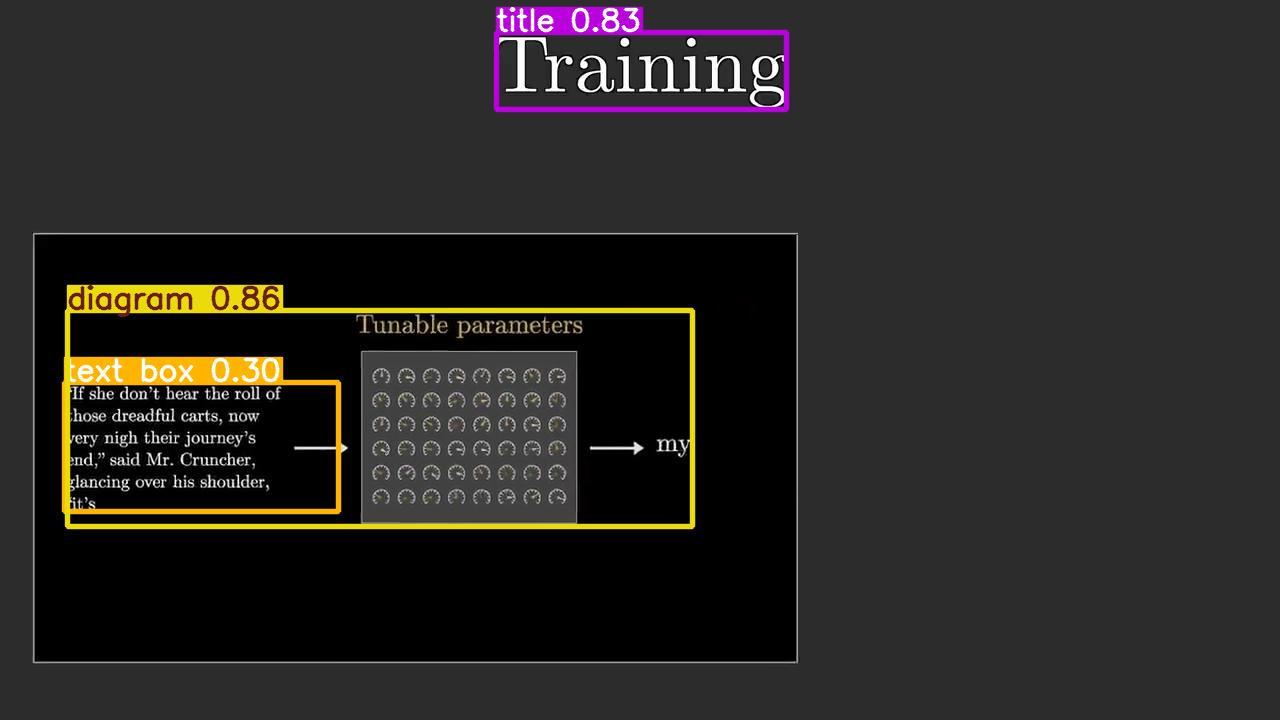 title 0.83
Training
diagram 0.86
Tunable parameters
text box 0.30
“If she don’t hear the roll of
those dreadful carts, now
very nigh their journey’s
end,” said Mr. Cruncher,
glancing over his shoulder,
“it’s
my